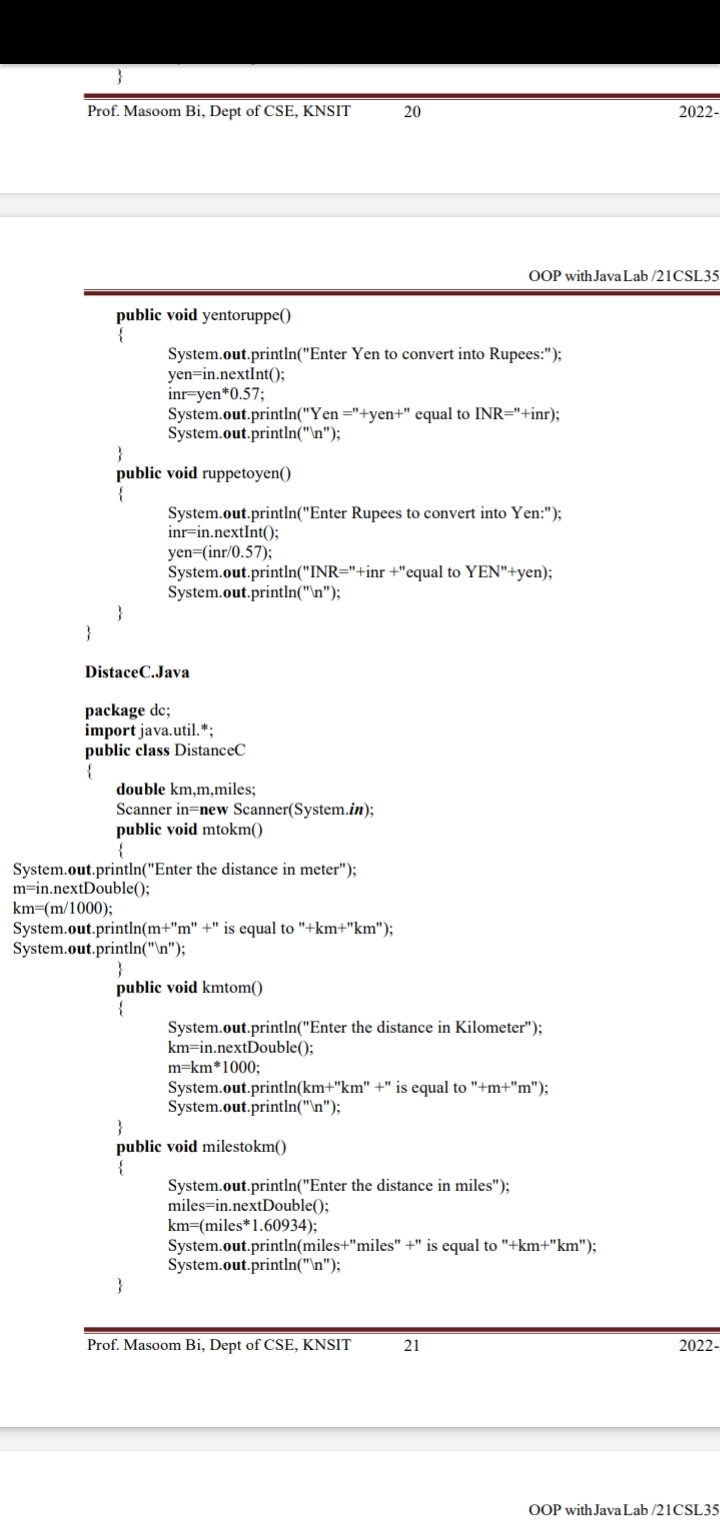 }
Prof. Masoom Bi, Dept of CSE, KNSIT 20 2022-
OOP with Java Lab /21CSL35
public void yentoruppe()
{
System.out.println("Enter Yen to convert into Rupees:");
yen=in.nextInt();
inr=yen*0.57;
System.out.println("Yen ="+yen+" equal to INR="+inr);
System.out.println("\n");
}
public void ruppetoyen()
{
System.out.println("Enter Rupees to convert into Yen:");
inr=in.nextInt();
yen=(inr/0.57);
System.out.println("INR="+inr +"equal to YEN"+yen);
System.out.println("\n");
}
}
DistaceC.Java
package dc;
import java.util.*;
public class DistanceC
{
double km,m,miles;
Scanner in=new Scanner(System.in);
public void mtokm()
{
System.out.println("Enter the distance in meter");
m=in.nextDouble();
km=(m/1000);
System.out.println(m+"m" +" is equal to "+km+"km");
System.out.println("\n");
}
public void kmtom()
{
System.out.println("Enter the distance in Kilometer");
km=in.nextDouble();
m=km*1000;
System.out.println(km+"km" +" is equal to "+m+"m");
System.out.println("\n");
}
public void milestokm()
{
System.out.println("Enter the distance in miles");
miles=in.nextDouble();
km=(miles*1.60934);
System.out.println(miles+"miles" +" is equal to "+km+"km");
System.out.println("\n");
}
Prof. Masoom Bi, Dept of CSE, KNSIT 21 2022-
OOP with Java Lab /21CSL35